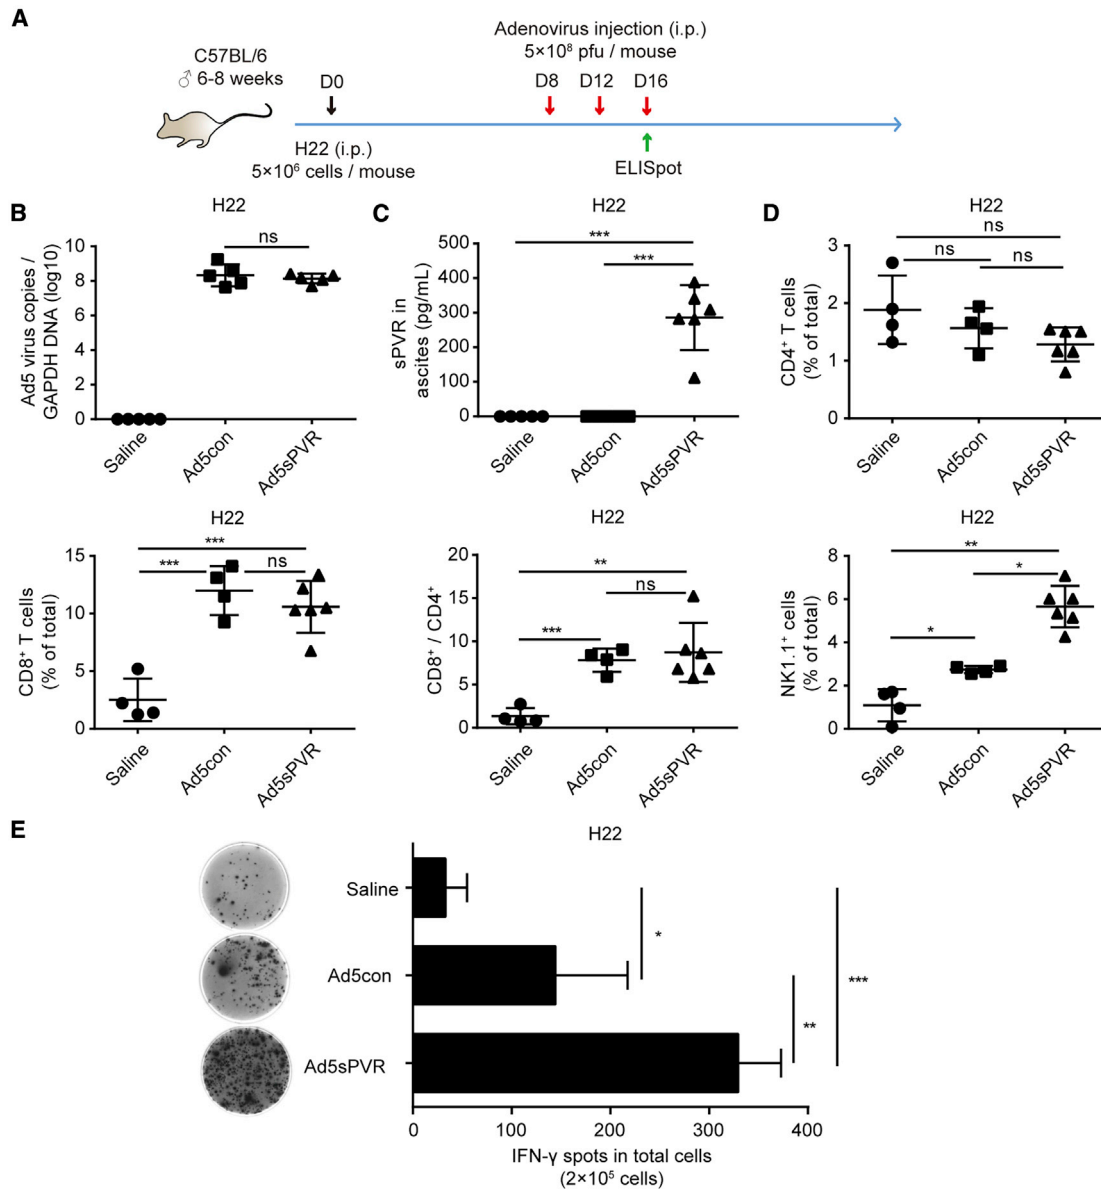 A
C57BL/6
♂ 6-8 weeks
D0
H22 (i.p.)
5×10⁶ cells / mouse
Adenovirus injection (i.p.)
5×10⁸ pfu / mouse
D8 D12 D16
ELISpot
B
H22
Ad5 virus copies /
GAPDH DNA (log10)
10
8
6
4
2
0
ns
Saline
Ad5con
Ad5sPVR
C
H22
sPVR in
ascites (pg/mL)
500
400
300
200
100
0
***
***
Saline
Ad5con
Ad5sPVR
D
H22
CD4⁺ T cells
(% of total)
3
2
1
0
ns
ns
ns
Saline
Ad5con
Ad5sPVR
H22
CD8⁺ T cells
(% of total)
15
10
5
0
***
***
ns
Saline
Ad5con
Ad5sPVR
H22
CD8⁺ / CD4⁺
20
15
10
5
0
**
ns
***
Saline
Ad5con
Ad5sPVR
H22
NK1.1⁺ cells
(% of total)
8
6
4
2
0
**
*
*
Saline
Ad5con
Ad5sPVR
E
H22
Saline
Ad5con
Ad5sPVR
*
**
***
0
100
200
300
400
IFN-γ spots in total cells
(2×10⁵ cells)